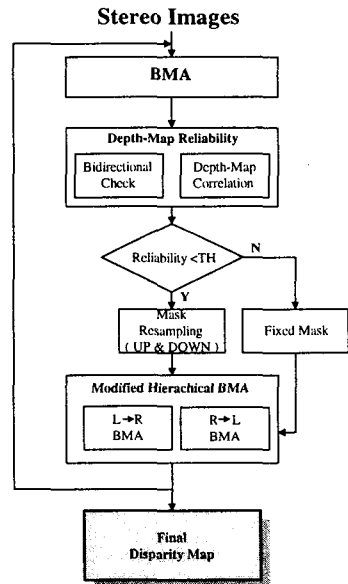 Stereo Images
BMA
Depth-Map Reliability
Bidirectional
Check
Depth-Map
Correlation
Reliability <TH
N
Y
Mask
Resampling
( UP & DOWN )
Fixed Mask
Modified Hierachical BMA
L→R
BMA
R→L
BMA
Final
Disparity Map